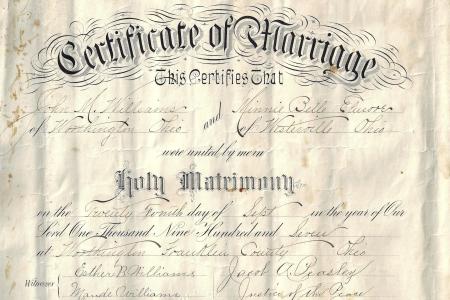 Certificate of Marriage
This Certifies That
John M. Williams and Minnie Belle
of Worthington Ohio of Westerville Ohio
were united by me in
Holy Matrimony
on the Twenty Fourth day of Sept in the year of Our
Lord One Thousand Nine Hundred and Seven
at Worthington Franklin County Ohio
Witnesses Esther B Williams Jacob O. Peasley
Maude Williams Justice of the Peace